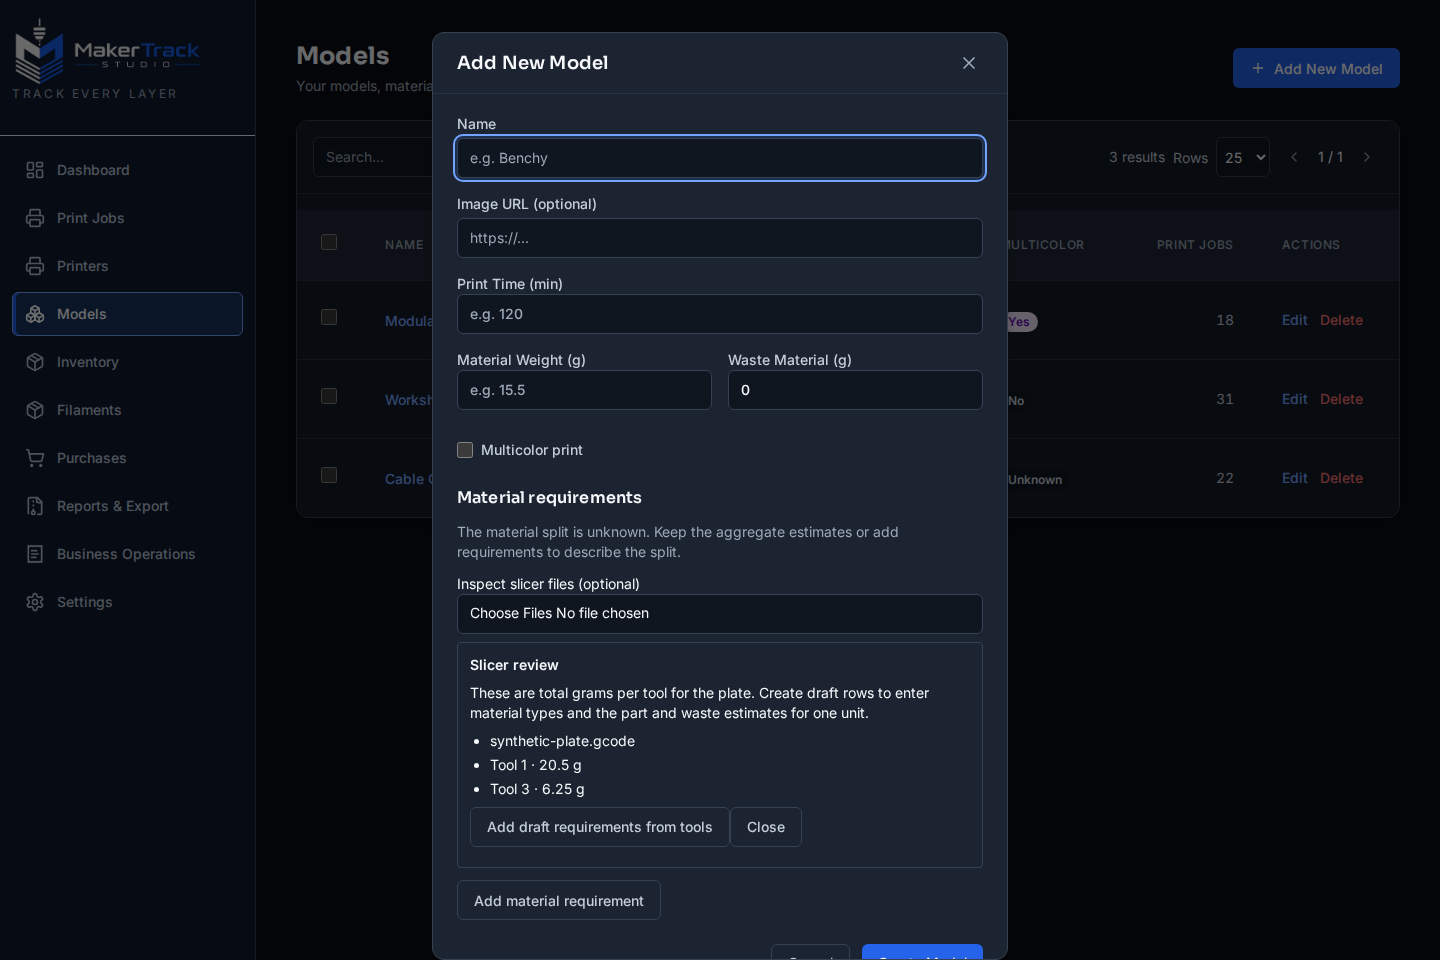 MakerTrack
STUDIO
TRACK EVERY LAYER
Dashboard
Print Jobs
Printers
Models
Inventory
Filaments
Purchases
Reports & Export
Business Operations
Settings
Models
Your models, materia
Add New Model
Search...
3 results Rows 25 1 / 1
NAME MULTICOLOR PRINT JOBS ACTIONS
Modula Yes 18 Edit Delete
Worksh No 31 Edit Delete
Cable Unknown 22 Edit Delete
Add New Model
Name
e.g. Benchy
Image URL (optional)
https://...
Print Time (min)
e.g. 120
Material Weight (g) Waste Material (g)
e.g. 15.5 0
Multicolor print
Material requirements
The material split is unknown. Keep the aggregate estimates or add
requirements to describe the split.
Inspect slicer files (optional)
Choose Files No file chosen
Slicer review
These are total grams per tool for the plate. Create draft rows to enter
material types and the part and waste estimates for one unit.
synthetic-plate.gcode
Tool 1 · 20.5 g
Tool 3 · 6.25 g
Add draft requirements from tools Close
Add material requirement